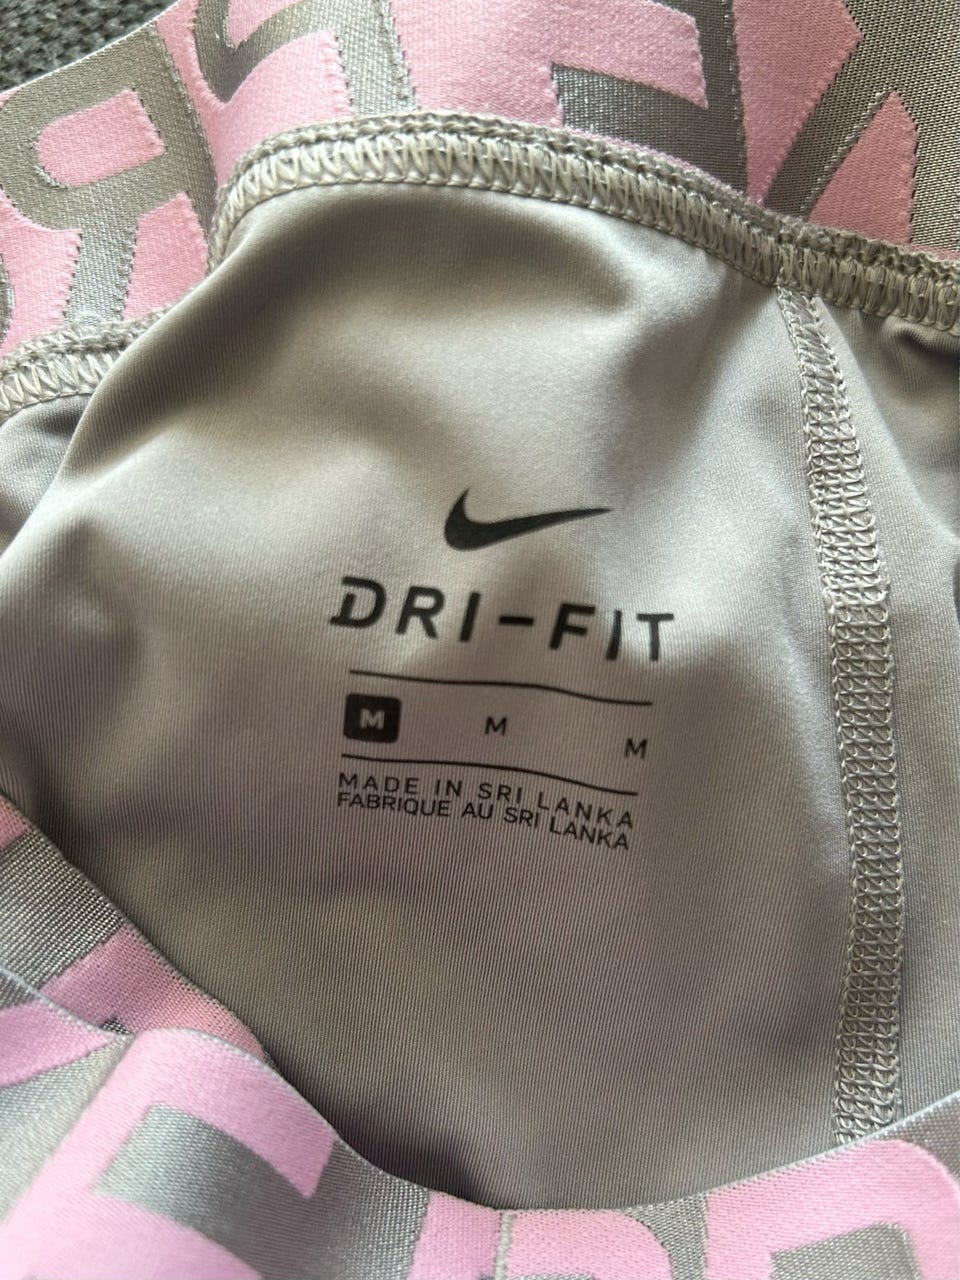 DRI-FIT
M M M
MADE IN SRI LANKA
FABRIQUE AU SRI LANKA